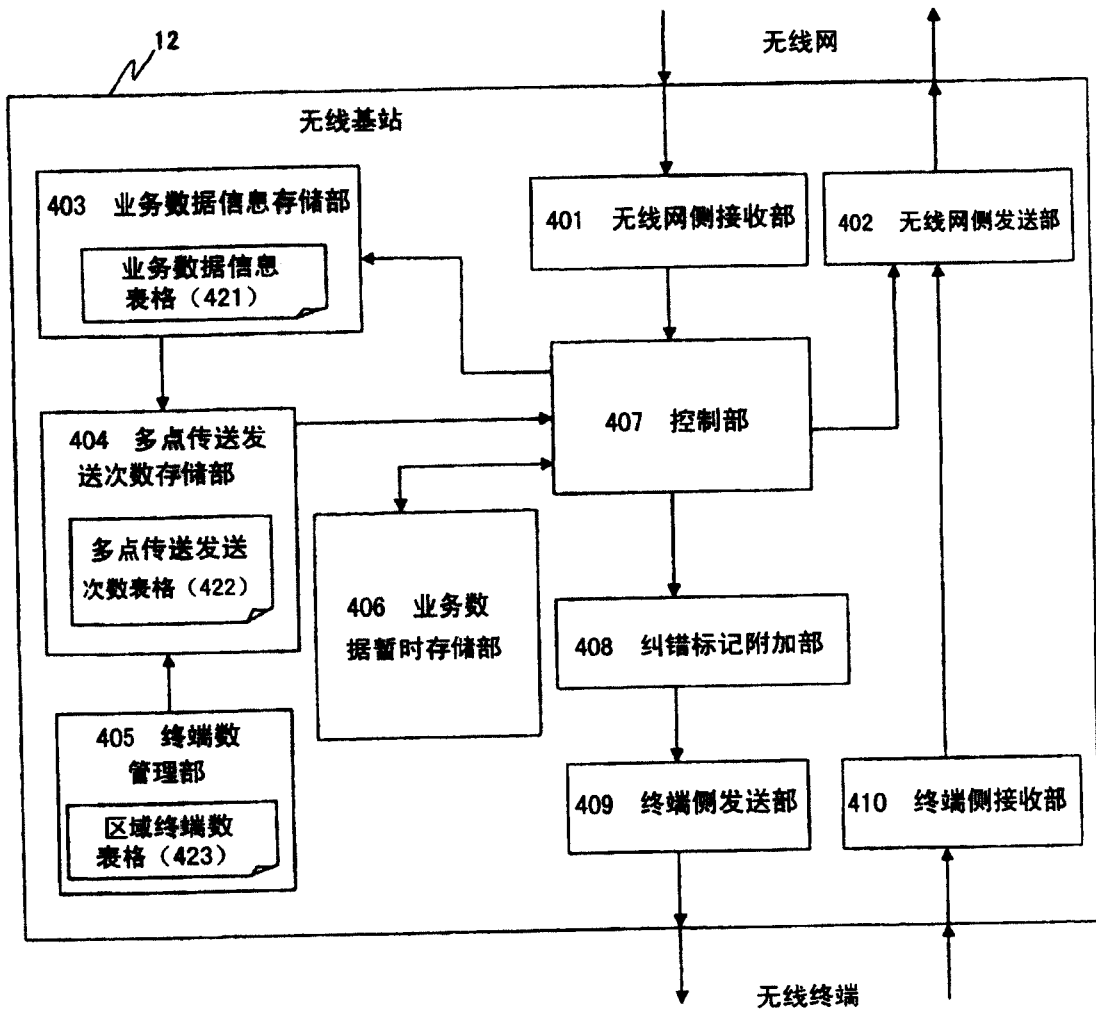 12
无线网
无线基站
403 业务数据信息存储部
业务数据信息
表格（421）
401 无线网侧接收部
402 无线网侧发送部
407 控制部
404 多点传送发
送次数存储部
多点传送发送
次数表格（422）
406 业务数
据暂时存储部
408 纠错标记附加部
405 终端数
管理部
区域终端数
表格（423）
409 终端侧发送部
410 终端侧接收部
无线终端